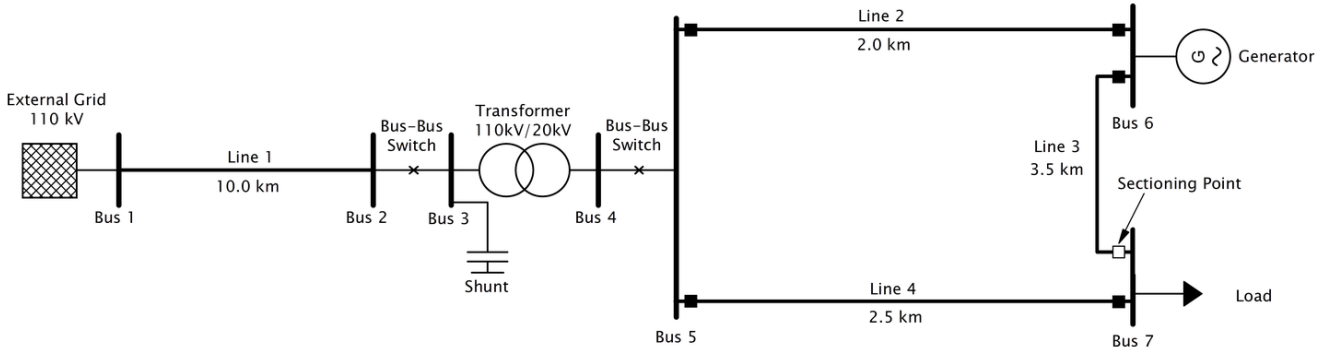 External Grid
110 kV
Bus 1
Line 1
10.0 km
Bus 2
Bus-Bus
Switch
Bus 3
Shunt
Transformer
110kV/20kV
Bus 4
Bus-Bus
Switch
Bus 5
Line 2
2.0 km
G
Generator
Bus 6
Line 3
3.5 km
Sectioning Point
Line 4
2.5 km
Load
Bus 7